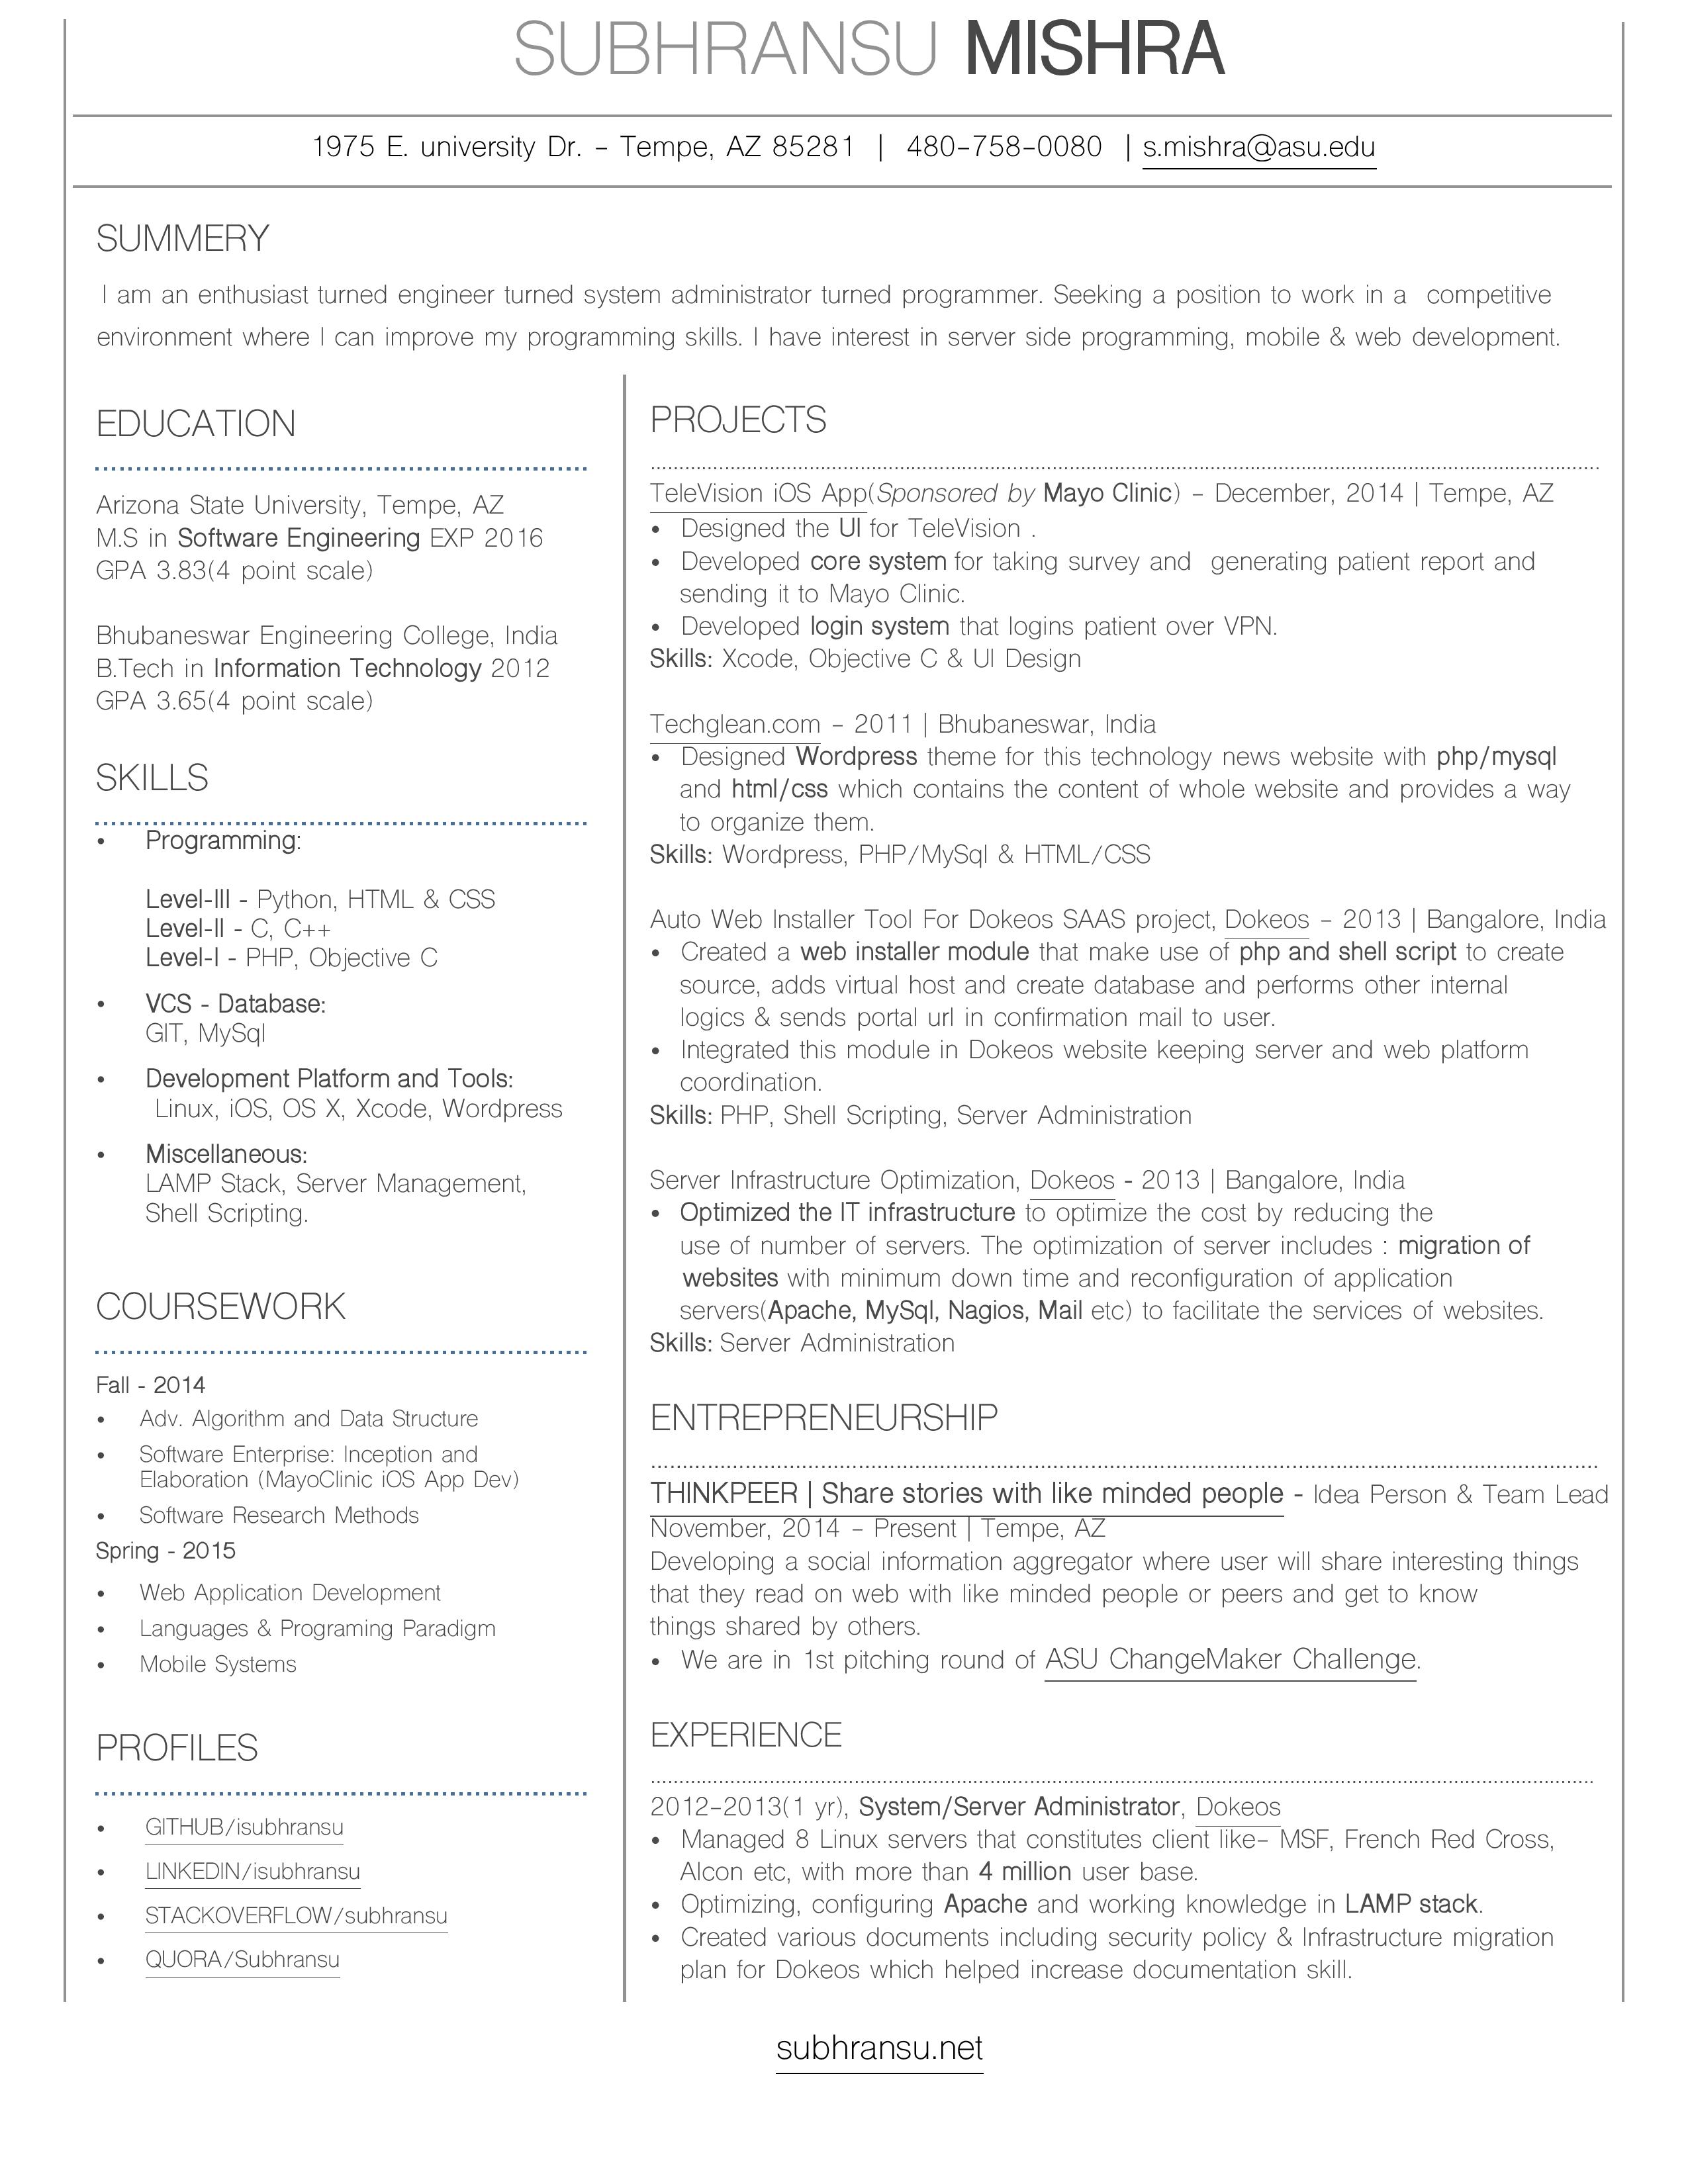 SUBHRANSU MISHRA
1975 E. university Dr. – Tempe, AZ 85281 | 480-758-0080 | s.mishra@asu.edu
SUMMERY
I am an enthusiast turned engineer turned system administrator turned programmer. Seeking a position to work in a competitive
environment where I can improve my programming skills. I have interest in server side programming, mobile & web development.
EDUCATION
Arizona State University, Tempe, AZ
M.S in Software Engineering EXP 2016
GPA 3.83(4 point scale)
Bhubaneswar Engineering College, India
B.Tech in Information Technology 2012
GPA 3.65(4 point scale)
SKILLS
• Programming:
Level-III - Python, HTML & CSS
Level-II - C, C++
Level-I - PHP, Objective C
• VCS - Database:
GIT, MySql
• Development Platform and Tools:
Linux, iOS, OS X, Xcode, Wordpress
• Miscellaneous:
LAMP Stack, Server Management,
Shell Scripting.
COURSEWORK
Fall - 2014
• Adv. Algorithm and Data Structure
• Software Enterprise: Inception and
Elaboration (MayoClinic iOS App Dev)
• Software Research Methods
Spring - 2015
• Web Application Development
• Languages & Programing Paradigm
• Mobile Systems
PROFILES
• GITHUB/isubhransu
• LINKEDIN/isubhransu
• STACKOVERFLOW/subhransu
• QUORA/Subhransu
PROJECTS
TeleVision iOS App(Sponsored by Mayo Clinic) – December, 2014 | Tempe, AZ
• Designed the UI for TeleVision .
• Developed core system for taking survey and generating patient report and
sending it to Mayo Clinic.
• Developed login system that logins patient over VPN.
Skills: Xcode, Objective C & UI Design
Techglean.com – 2011 | Bhubaneswar, India
• Designed Wordpress theme for this technology news website with php/mysql
and html/css which contains the content of whole website and provides a way
to organize them.
Skills: Wordpress, PHP/MySql & HTML/CSS
Auto Web Installer Tool For Dokeos SAAS project, Dokeos – 2013 | Bangalore, India
• Created a web installer module that make use of php and shell script to create
source, adds virtual host and create database and performs other internal
logics & sends portal url in confirmation mail to user.
• Integrated this module in Dokeos website keeping server and web platform
coordination.
Skills: PHP, Shell Scripting, Server Administration
Server Infrastructure Optimization, Dokeos - 2013 | Bangalore, India
• Optimized the IT infrastructure to optimize the cost by reducing the
use of number of servers. The optimization of server includes : migration of
websites with minimum down time and reconfiguration of application
servers(Apache, MySql, Nagios, Mail etc) to facilitate the services of websites.
Skills: Server Administration
ENTREPRENEURSHIP
THINKPEER | Share stories with like minded people - Idea Person & Team Lead
November, 2014 – Present | Tempe, AZ
Developing a social information aggregator where user will share interesting things
that they read on web with like minded people or peers and get to know
things shared by others.
• We are in 1st pitching round of ASU ChangeMaker Challenge.
EXPERIENCE
2012-2013(1 yr), System/Server Administrator, Dokeos
• Managed 8 Linux servers that constitutes client like– MSF, French Red Cross,
Alcon etc, with more than 4 million user base.
• Optimizing, configuring Apache and working knowledge in LAMP stack.
• Created various documents including security policy & Infrastructure migration
plan for Dokeos which helped increase documentation skill.
subhransu.net